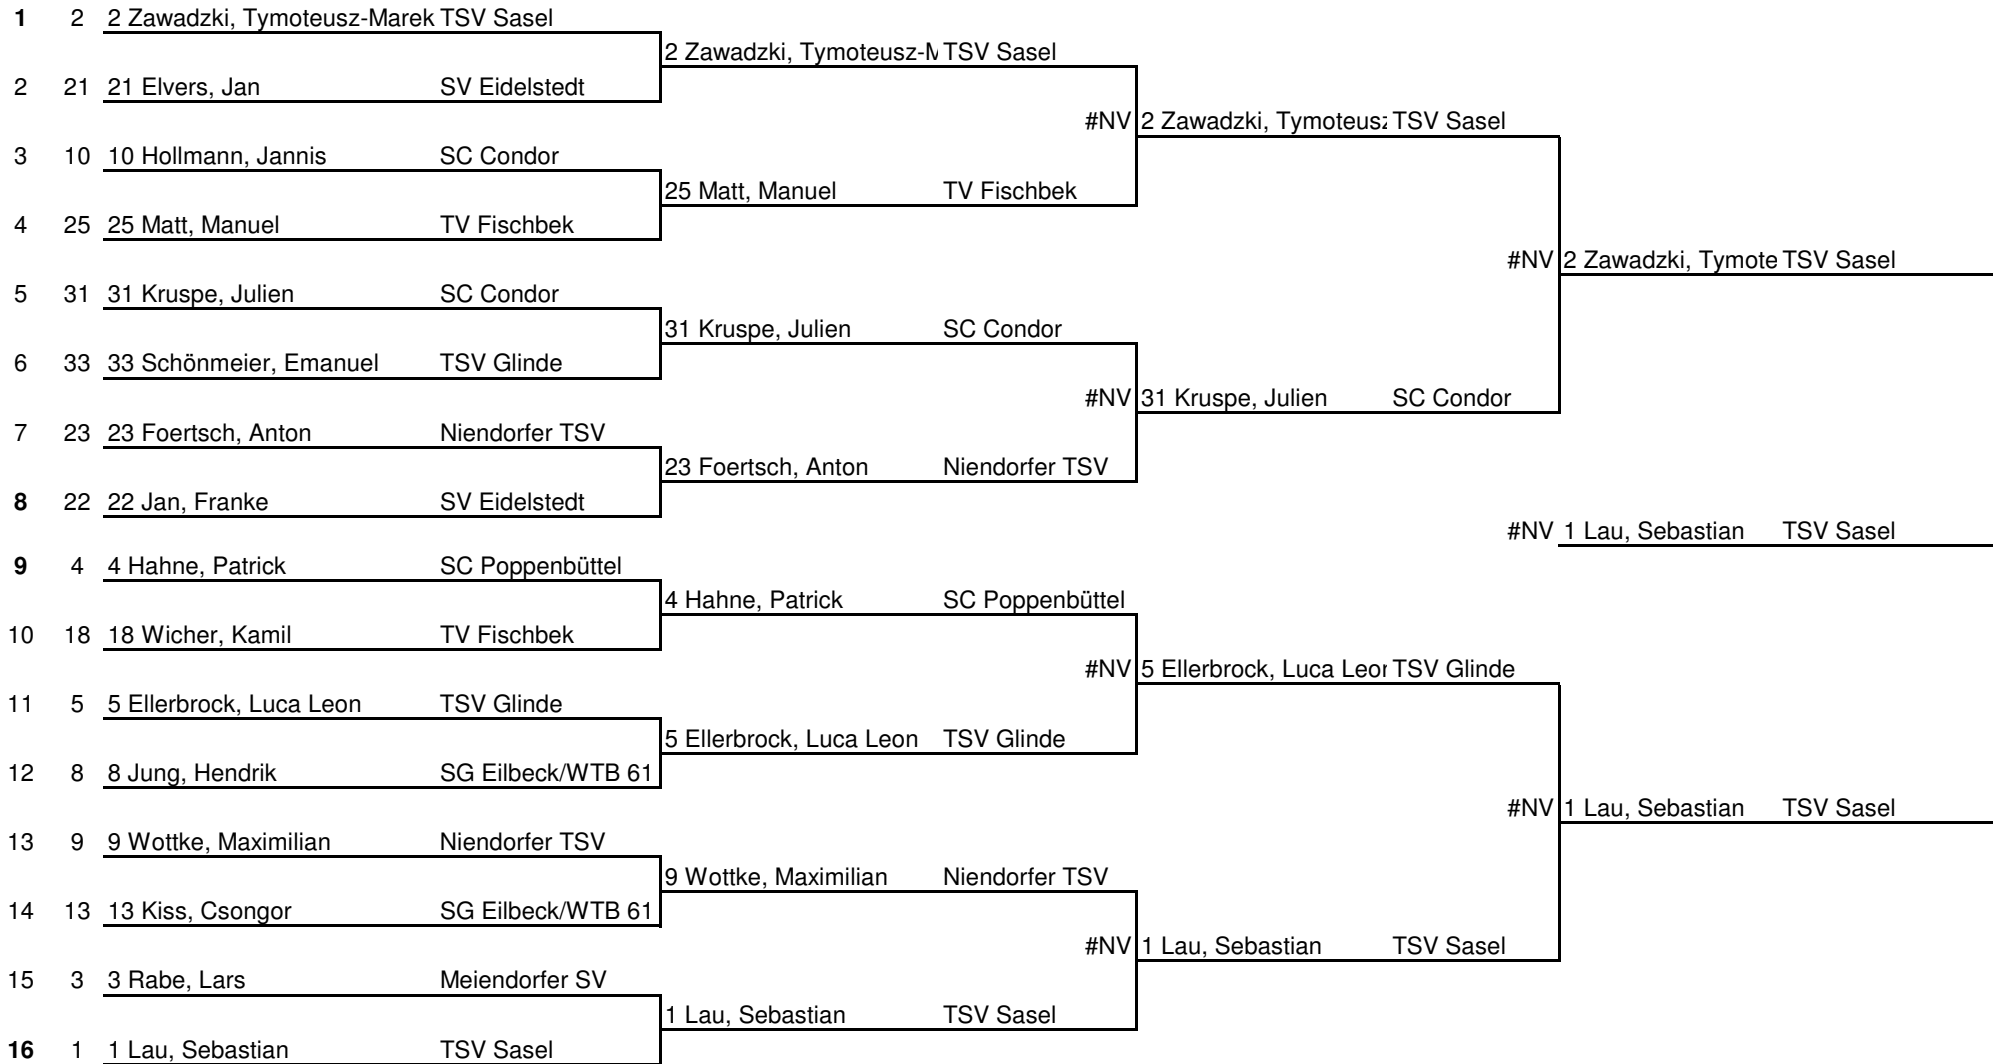 1 2 2 Zawadzki, Tymoteusz-Marek TSV Sasel
2 Zawadzki, Tymoteusz-M TSV Sasel
2 21 21 Elvers, Jan SV Eidelstedt
#NV 2 Zawadzki, Tymoteusz TSV Sasel
3 10 10 Hollmann, Jannis SC Condor
25 Matt, Manuel TV Fischbek
4 25 25 Matt, Manuel TV Fischbek
#NV 2 Zawadzki, Tymote TSV Sasel
5 31 31 Kruspe, Julien SC Condor
31 Kruspe, Julien SC Condor
6 33 33 Schönmeier, Emanuel TSV Glinde
#NV 31 Kruspe, Julien SC Condor
7 23 23 Foertsch, Anton Niendorfer TSV
23 Foertsch, Anton Niendorfer TSV
8 22 22 Jan, Franke SV Eidelstedt
#NV 1 Lau, Sebastian TSV Sasel
9 4 4 Hahne, Patrick SC Poppenbüttel
4 Hahne, Patrick SC Poppenbüttel
10 18 18 Wicher, Kamil TV Fischbek
#NV 5 Ellerbrock, Luca Leon TSV Glinde
11 5 5 Ellerbrock, Luca Leon TSV Glinde
5 Ellerbrock, Luca Leon TSV Glinde
12 8 8 Jung, Hendrik SG Eilbeck/WTB 61
#NV 1 Lau, Sebastian TSV Sasel
13 9 9 Wottke, Maximilian Niendorfer TSV
9 Wottke, Maximilian Niendorfer TSV
14 13 13 Kiss, Csongor SG Eilbeck/WTB 61
#NV 1 Lau, Sebastian TSV Sasel
15 3 3 Rabe, Lars Meiendorfer SV
1 Lau, Sebastian TSV Sasel
16 1 1 Lau, Sebastian TSV Sasel